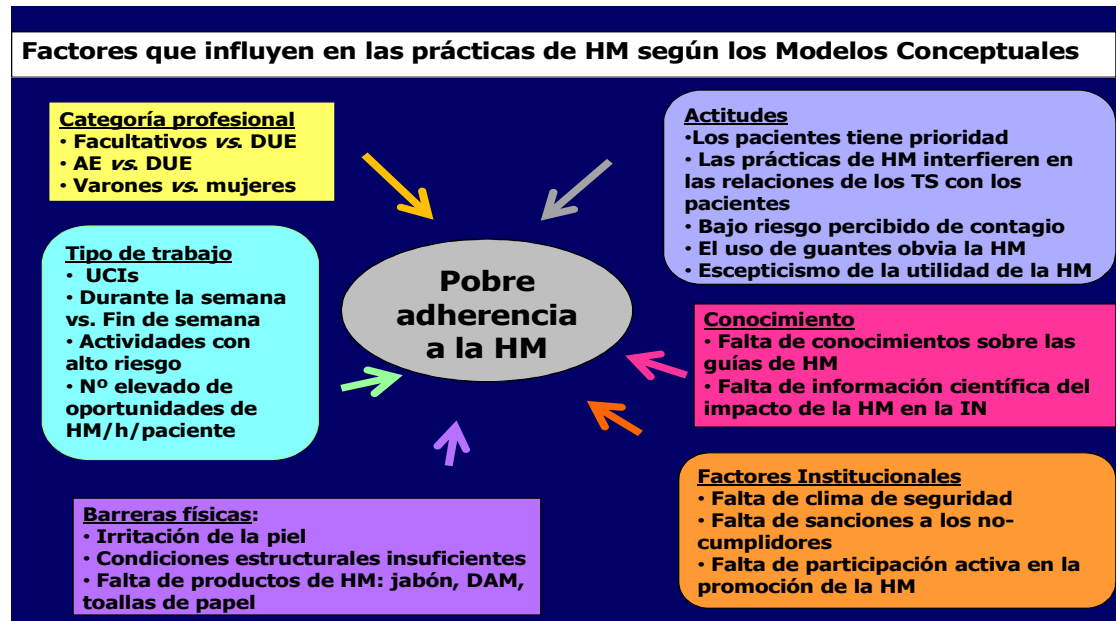 Factores que influyen en las prácticas de HM según los Modelos Conceptuales
Categoría profesional
• Facultativos vs. DUE
• AE vs. DUE
• Varones vs. mujeres
Tipo de trabajo
• UCIs
• Durante la semana
vs. Fin de semana
• Actividades con
alto riesgo
• Nº elevado de
oportunidades de
HM/h/paciente
Barreras físicas:
• Irritación de la piel
• Condiciones estructurales insuficientes
• Falta de productos de HM: jabón, DAM,
toallas de papel
Pobre
adherencia
a la HM
Actitudes
•Los pacientes tiene prioridad
• Las prácticas de HM interfieren en
las relaciones de los TS con los
pacientes
• Bajo riesgo percibido de contagio
• El uso de guantes obvia la HM
• Escepticismo de la utilidad de la HM
Conocimiento
• Falta de conocimientos sobre las
guías de HM
• Falta de información científica del
impacto de la HM en la IN
Factores Institucionales
• Falta de clima de seguridad
• Falta de sanciones a los no-
cumplidores
• Falta de participación activa en la
promoción de la HM